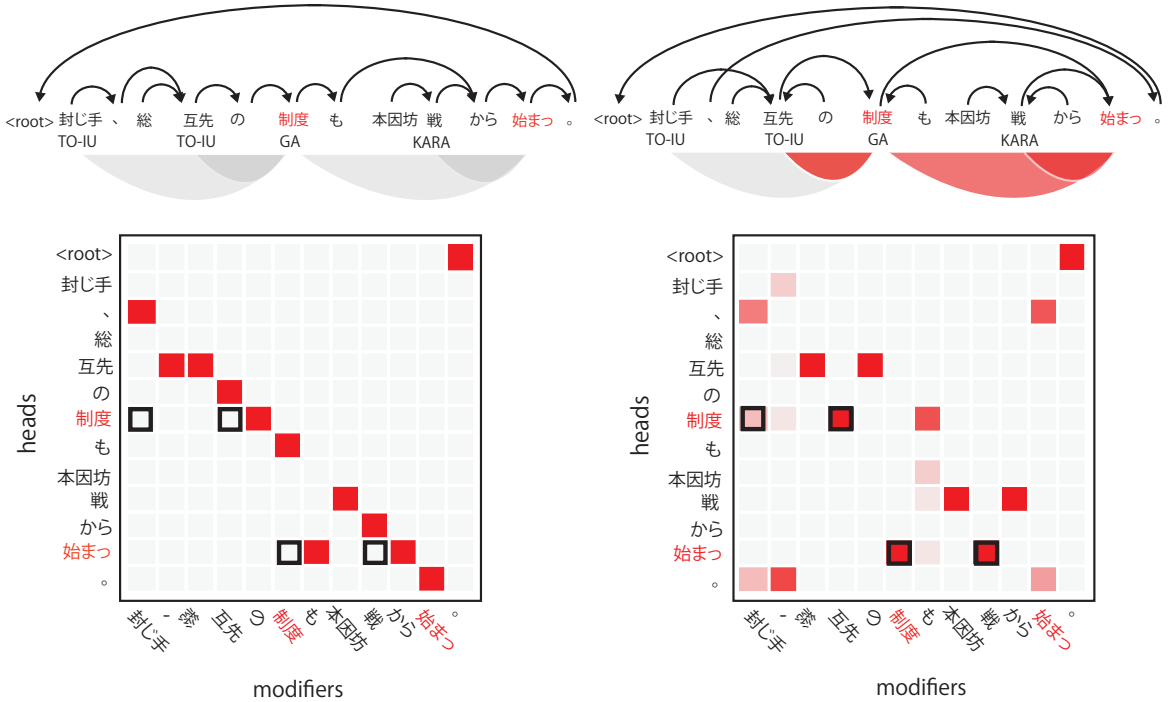 <root> 封じ手 、 総 互先 の 制度 も 本因坊 戦 から 始まっ 。
TO-IU TO-IU GA KARA
<root> 封じ手 、 総 互先 の 制度 も 本因坊 戦 から 始まっ 。
TO-IU TO-IU GA KARA
heads
<root>
封じ手
、
総
互先
の
制度
も
本因坊
戦
から
始まっ
。
封じ手 、 総 互先 の 制度 も 本因坊 戦 から 始まっ 。
modifiers
heads
<root>
封じ手
、
総
互先
の
制度
も
本因坊
戦
から
始まっ
。
封じ手 、 総 互先 の 制度 も 本因坊 戦 から 始まっ 。
modifiers